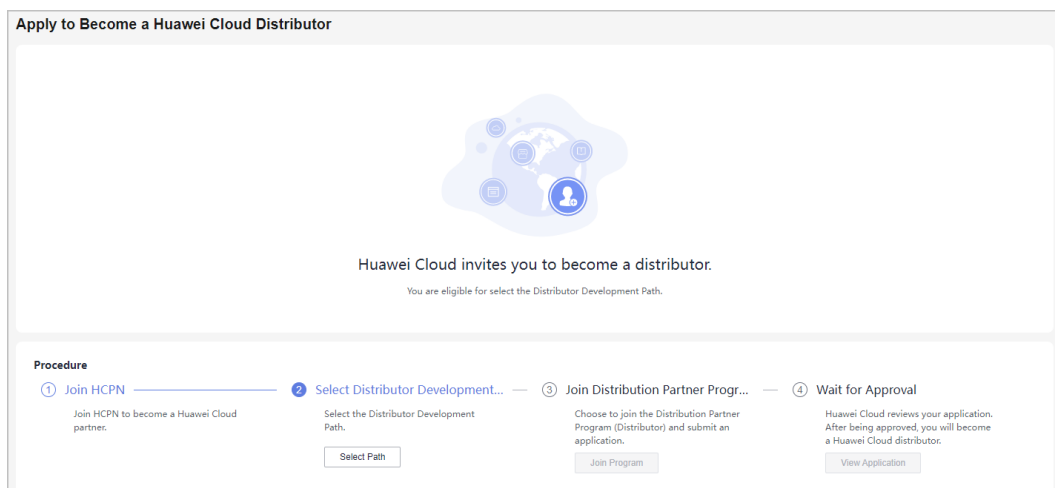 Apply to Become a Huawei Cloud Distributor
Huawei Cloud invites you to become a distributor.
You are eligible for select the Distributor Development Path.
Procedure
1 Join HCPN
Join HCPN to become a Huawei Cloud
partner.
2 Select Distributor Development...
Select the Distributor Development
Path.
Select Path
3 Join Distribution Partner Progr...
Choose to join the Distribution Partner
Program (Distributor) and submit an
application.
Join Program
4 Wait for Approval
Huawei Cloud reviews your application.
After being approved, you will become
a Huawei Cloud distributor.
View Application